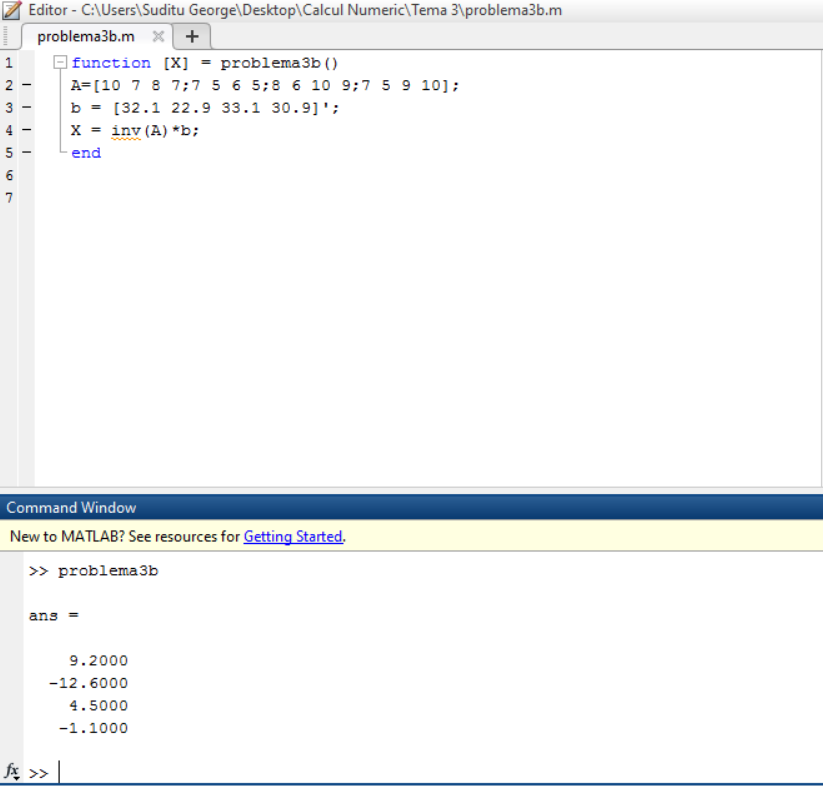 Editor - C:\Users\Suditu George\Desktop\Calcul Numeric\Tema 3\problema3b.m
problema3b.m × +
1 function [X] = problema3b()
2 - A=[10 7 8 7;7 5 6 5;8 6 10 9;7 5 9 10];
3 - b = [32.1 22.9 33.1 30.9]';
4 - X = inv(A)*b;
5 - end
6
7
Command Window
New to MATLAB? See resources for Getting Started.
>> problema3b
ans =
9.2000
-12.6000
4.5000
-1.1000
fx >>